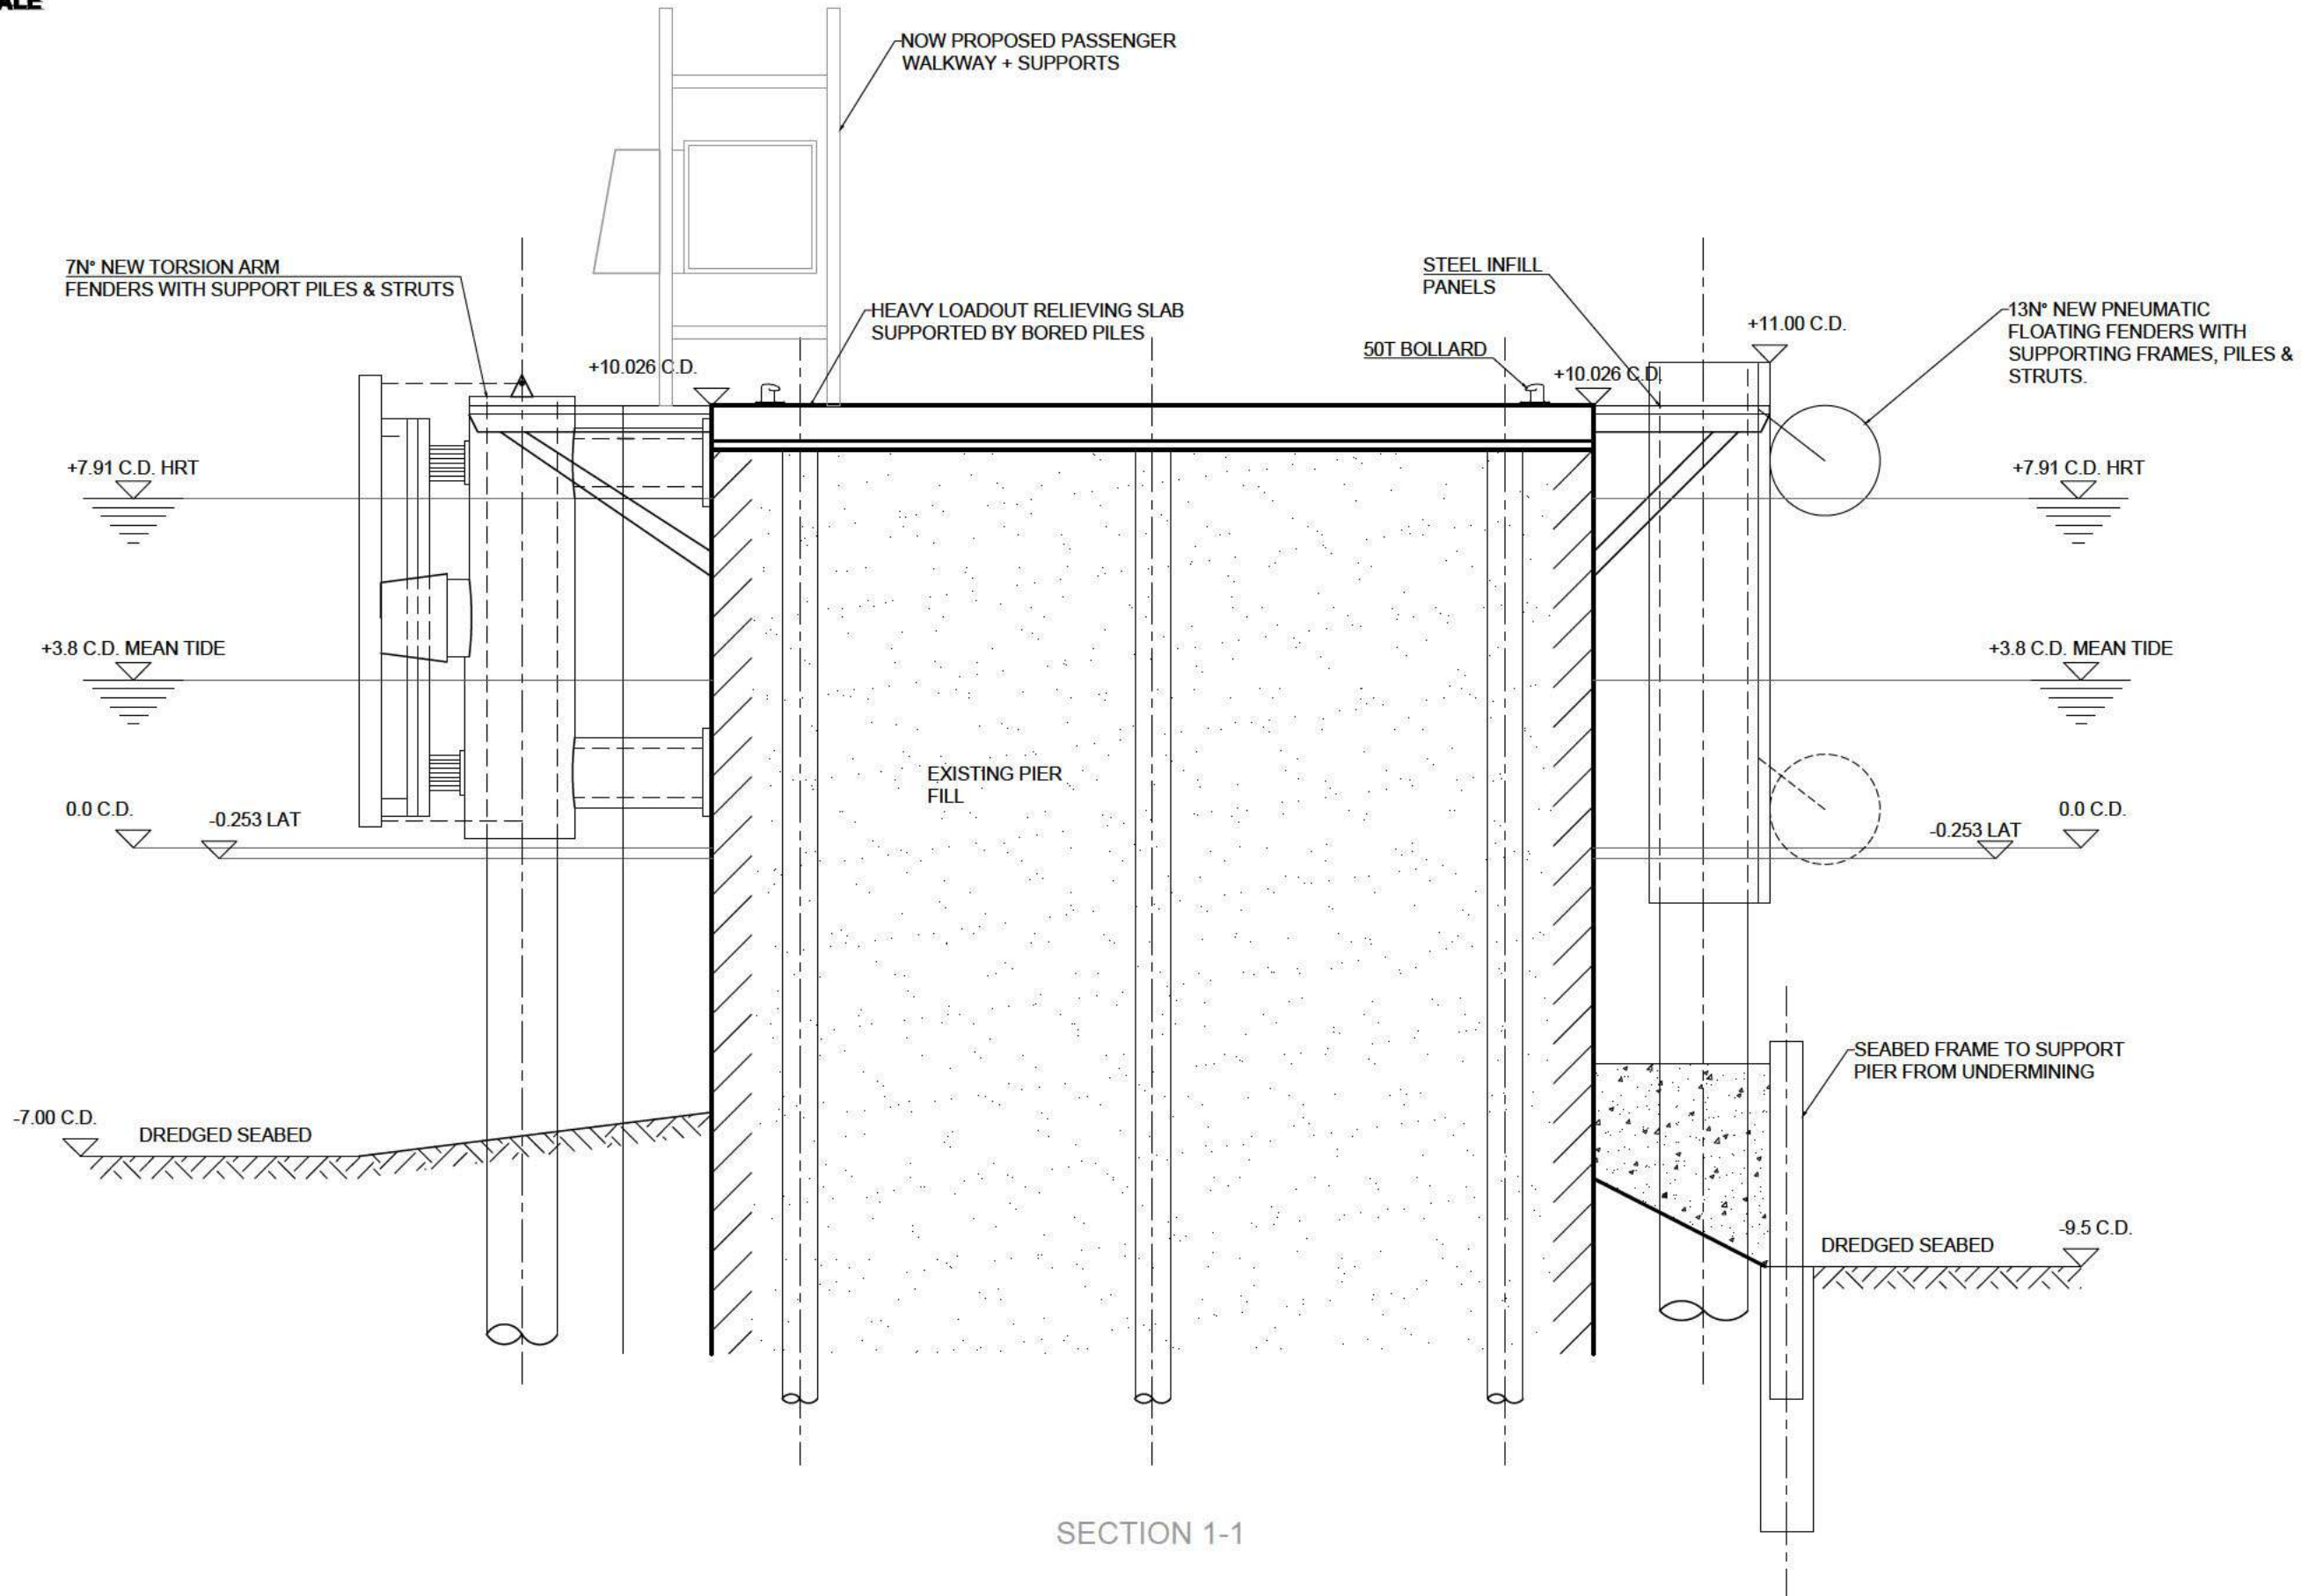 NOW PROPOSED PASSENGER
WALKWAY + SUPPORTS
7N° NEW TORSION ARM
FENDERS WITH SUPPORT PILES & STRUTS
HEAVY LOADOUT RELIEVING SLAB
SUPPORTED BY BORED PILES
STEEL INFILL
PANELS
50T BOLLARD
13N° NEW PNEUMATIC
FLOATING FENDERS WITH
SUPPORTING FRAMES, PILES &
STRUTS.
+11.00 C.D.
+10.026 C.D.
+10.026 C.D.
+7.91 C.D. HRT
+7.91 C.D. HRT
+3.8 C.D. MEAN TIDE
+3.8 C.D. MEAN TIDE
EXISTING PIER
FILL
0.0 C.D.
-0.253 LAT
-0.253 LAT
0.0 C.D.
SEABED FRAME TO SUPPORT
PIER FROM UNDERMINING
-7.00 C.D.
DREDGED SEABED
DREDGED SEABED
-9.5 C.D.
SECTION 1-1